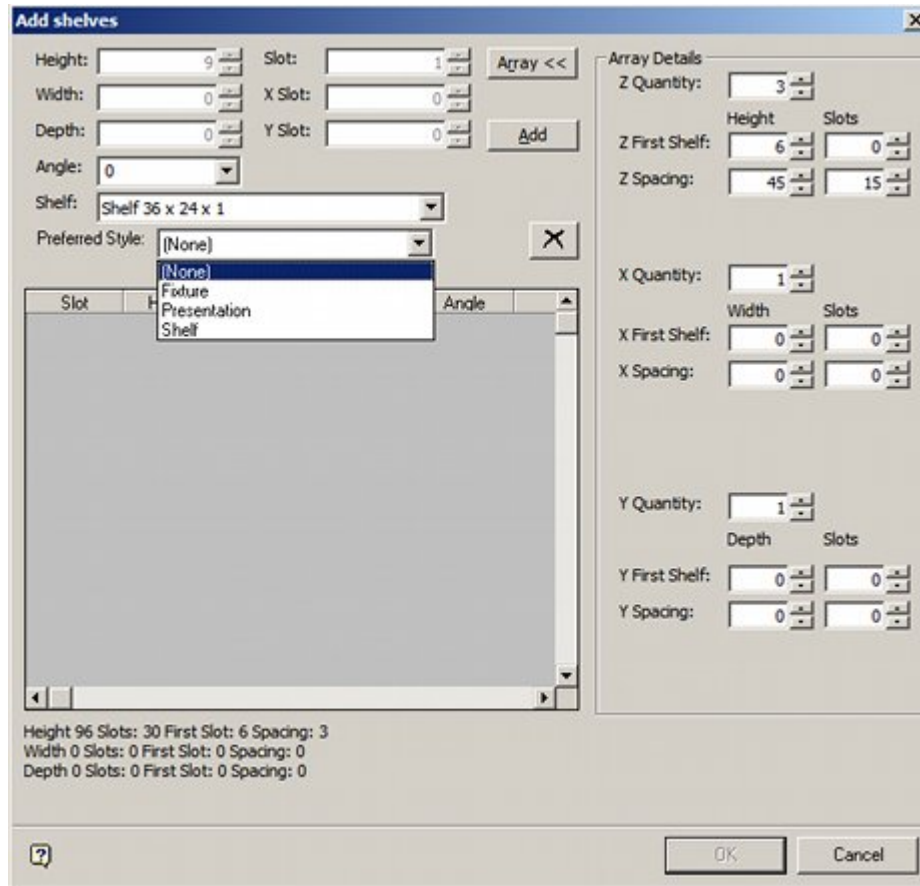 Add shelves
Height: 9 Slot: 1 Array <<
Width: 0 X Slot: 0
Depth: 0 Y Slot: 0 Add
Angle: 0
Shelf: Shelf 36 x 24 x 1
Preferred Style: (None)
(None)
Fixture
Presentation
Shelf
Slot H Angle
Array Details
Z Quantity: 3
Height Slots
Z First Shelf: 6 0
Z Spacing: 45 15
X Quantity: 1
Width Slots
X First Shelf: 0 0
X Spacing: 0 0
Y Quantity: 1
Depth Slots
Y First Shelf: 0 0
Y Spacing: 0 0
Height 96 Slots: 30 First Slot: 6 Spacing: 3
Width 0 Slots: 0 First Slot: 0 Spacing: 0
Depth 0 Slots: 0 First Slot: 0 Spacing: 0
OK Cancel